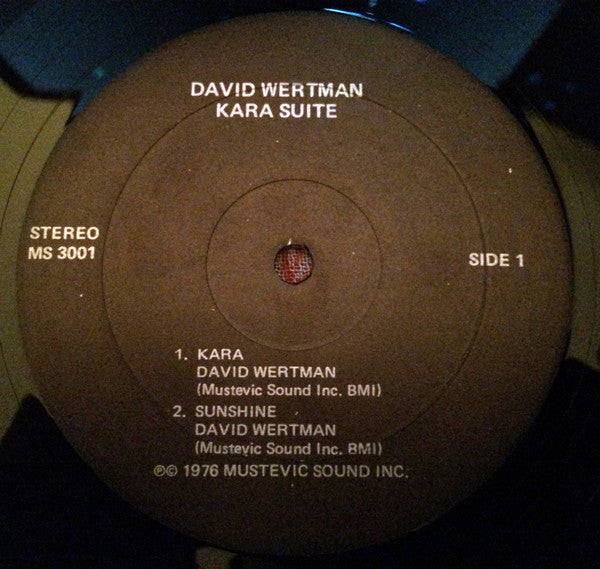 DAVID WERTMAN
KARA SUITE
STEREO
MS 3001
SIDE 1
1. KARA
DAVID WERTMAN
(Mustevic Sound Inc. BMI)
2. SUNSHINE
DAVID WERTMAN
(Mustevic Sound Inc. BMI)
℗© 1976 MUSTEVIC SOUND INC.